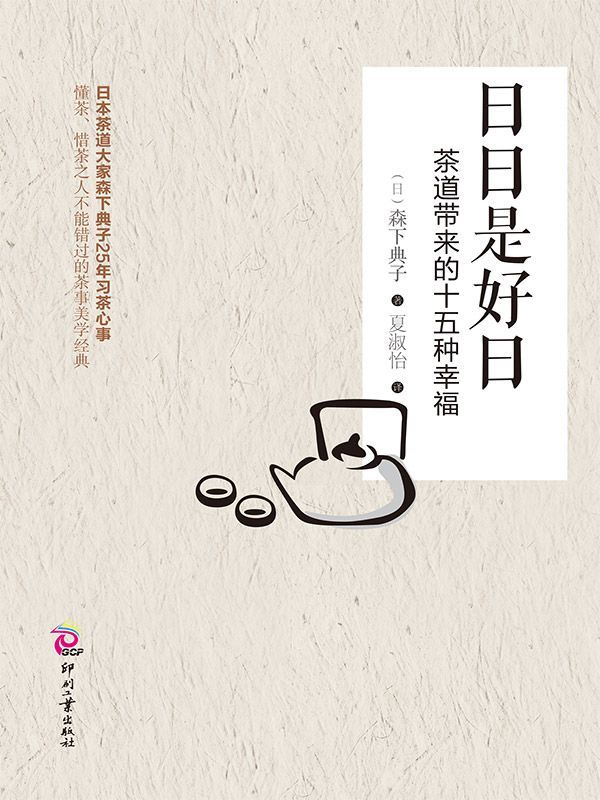 日日是好日
茶道带来的十五种幸福
（日）森下典子 著 夏淑怡 译
日本茶道大家森下典子25年习茶心事
懂茶、惜茶之人不能错过的茶事美学经典
GCP
印刷工业出版社